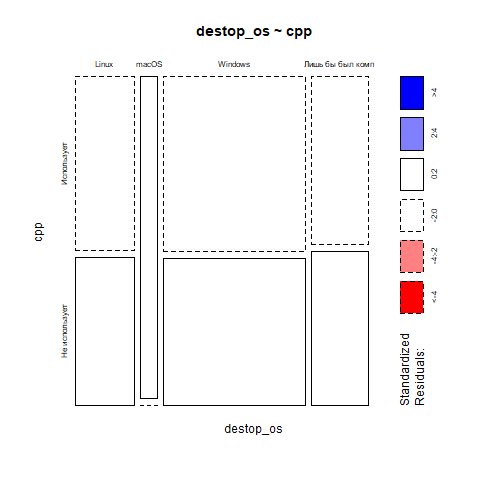 destop_os ~ cpp
Linux
macOS
Windows
Лишь бы был комп
Использует
Не использует
cpp
destop_os
>4
2:4
0:2
-2:0
-4:-2
<-4
Standardized
Residuals: